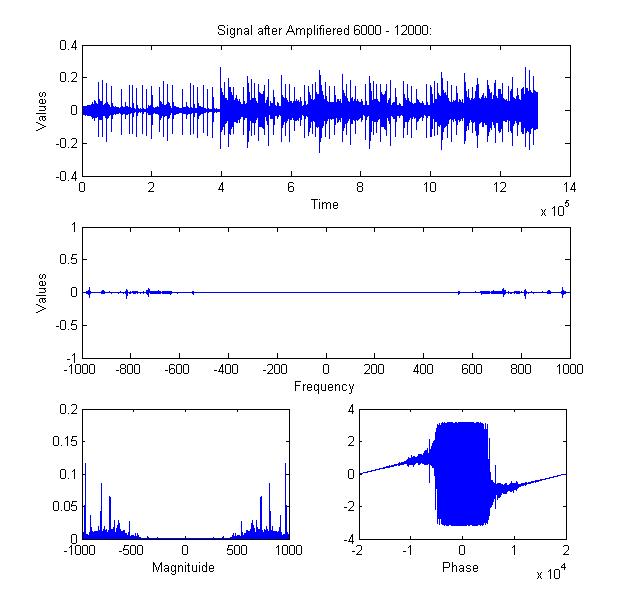 Signal after Amplifiered 6000 - 12000:
0.4
0.2
0
-0.2
-0.4
Values
0 2 4 6 8 10 12 14
Time
x 10^5
1
0.5
0
-0.5
-1
Values
-1000 -800 -600 -400 -200 0 200 400 600 800 1000
Frequency
0.2
0.15
0.1
0.05
0
-1000 -500 0 500 1000
Magnituide
4
2
0
-2
-4
-2 -1 0 1 2
Phase
x 10^4